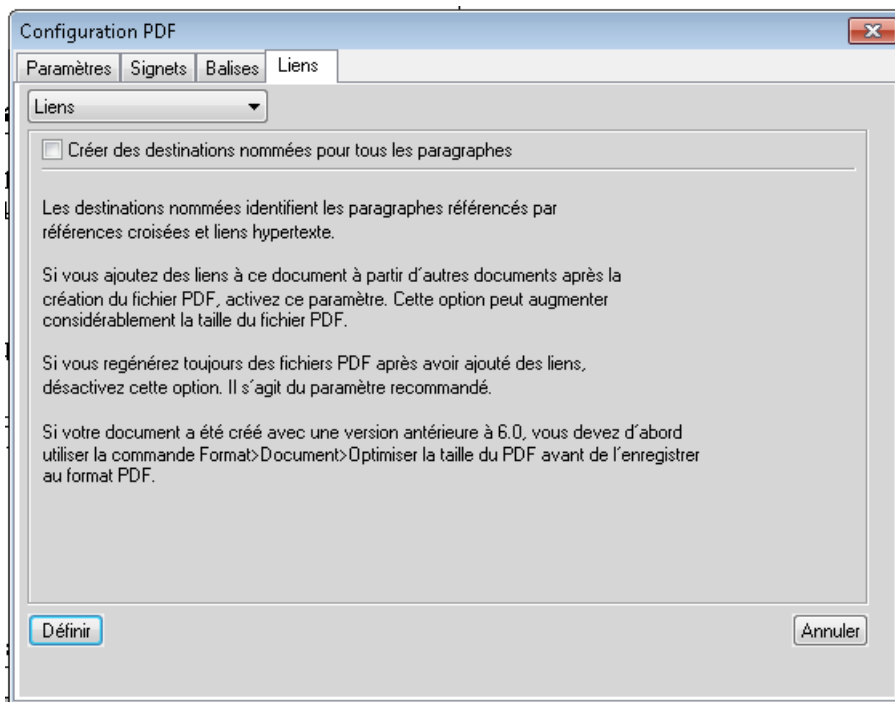 Configuration PDF
Paramètres Signets Balises Liens
Liens
Créer des destinations nommées pour tous les paragraphes
Les destinations nommées identifient les paragraphes référencés par
références croisées et liens hypertexte.
Si vous ajoutez des liens à ce document à partir d'autres documents après la
création du fichier PDF, activez ce paramètre. Cette option peut augmenter
considérablement la taille du fichier PDF.
Si vous regénérez toujours des fichiers PDF après avoir ajouté des liens,
désactivez cette option. Il s'agit du paramètre recommandé.
Si votre document a été créé avec une version antérieure à 6.0, vous devez d'abord
utiliser la commande Format>Document>Optimiser la taille du PDF avant de l'enregistrer
au format PDF.
Définir Annuler